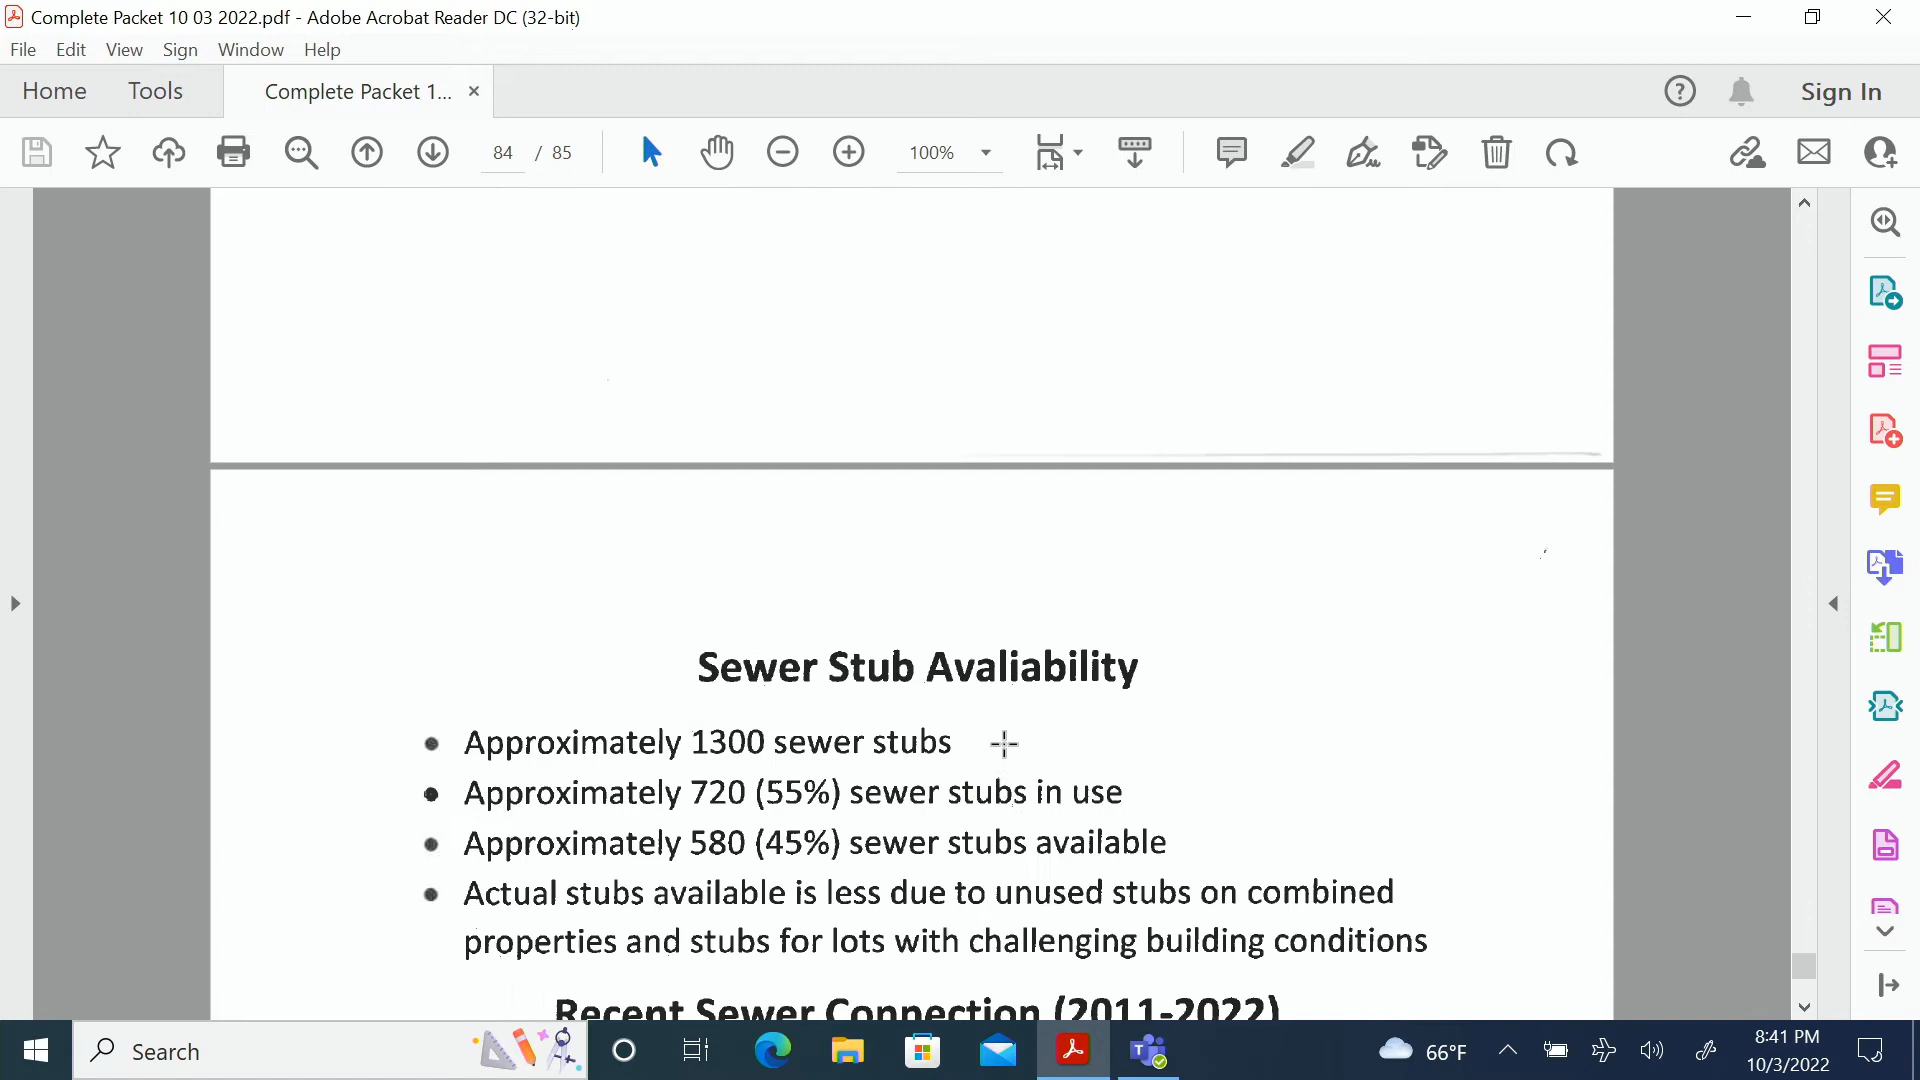 Complete Packet 10 03 2022.pdf - Adobe Acrobat Reader DC (32-bit)
File Edit View Sign Window Help
Home Tools Complete Packet 1... Sign In
84 / 85 100%
Sewer Stub Avaliability
Approximately 1300 sewer stubs
Approximately 720 (55%) sewer stubs in use
Approximately 580 (45%) sewer stubs available
Actual stubs available is less due to unused stubs on combined
properties and stubs for lots with challenging building conditions
Recent Sewer Connection (2011-2022)
Search 66°F 8:41 PM
10/3/2022